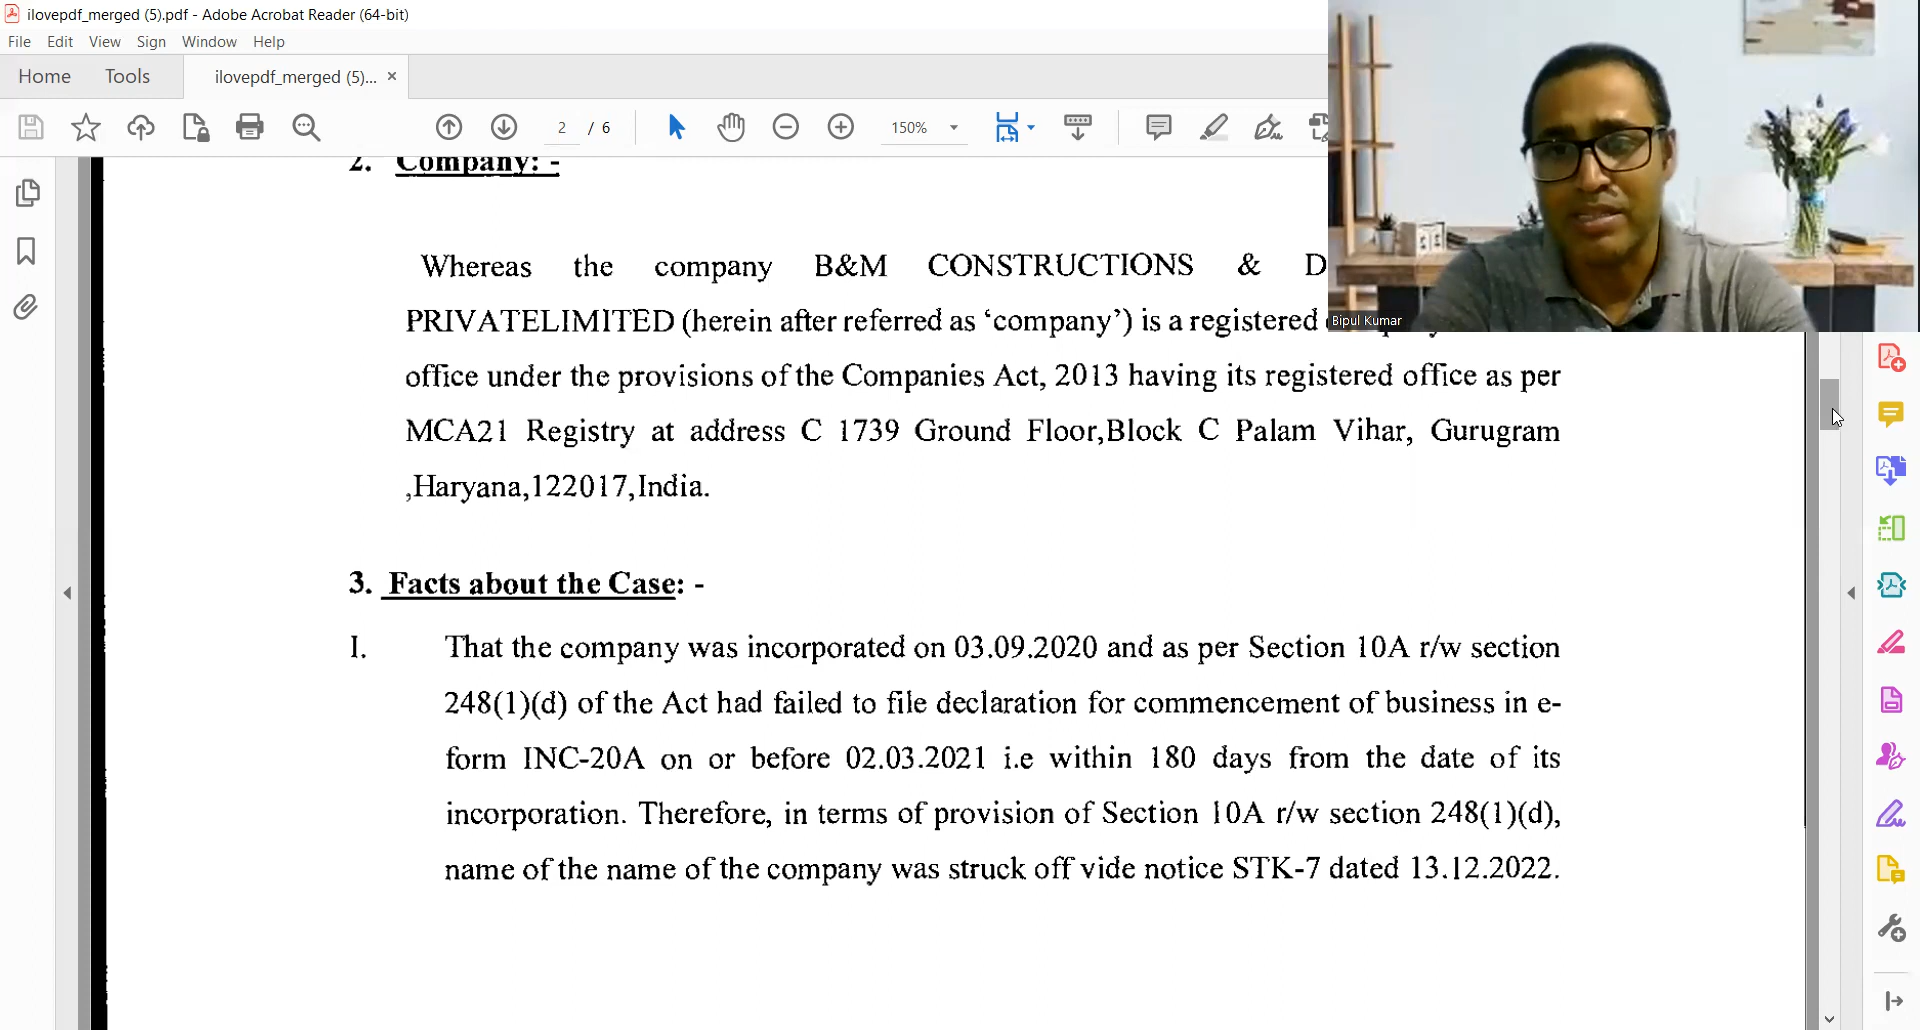 ilovepdf_merged (5).pdf - Adobe Acrobat Reader (64-bit)
File Edit View Sign Window Help
Home Tools ilovepdf_merged (5)... ×
2 / 6 150%
2. Company: -
Whereas the company B&M CONSTRUCTIONS & D
PRIVATELIMITED (herein after referred as ‘company’) is a registered
office under the provisions of the Companies Act, 2013 having its registered office as per
MCA21 Registry at address C 1739 Ground Floor,Block C Palam Vihar, Gurugram
,Haryana,122017,India.
3. Facts about the Case: -
I. That the company was incorporated on 03.09.2020 and as per Section 10A r/w section
248(1)(d) of the Act had failed to file declaration for commencement of business in e-
form INC-20A on or before 02.03.2021 i.e within 180 days from the date of its
incorporation. Therefore, in terms of provision of Section 10A r/w section 248(1)(d),
name of the name of the company was struck off vide notice STK-7 dated 13.12.2022.
Bipul Kumar